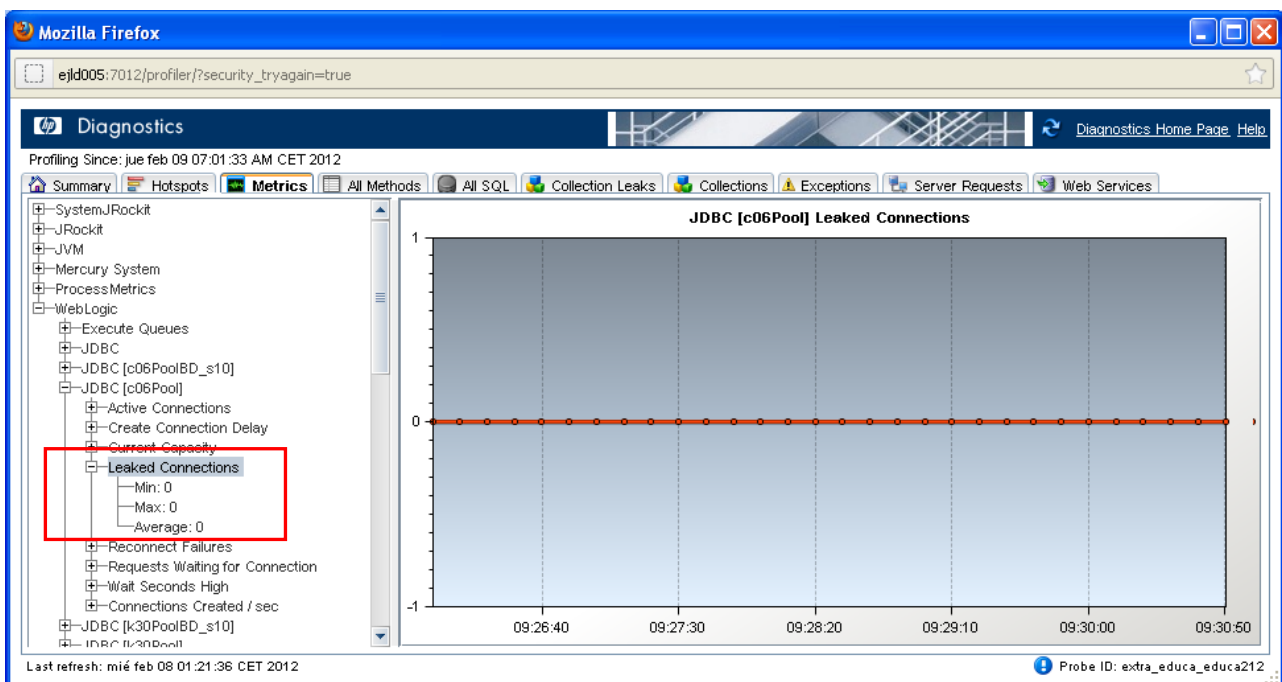 Mozilla Firefox
ejld005:7012/profiler/?security_tryagain=true
hp Diagnostics
Diagnostics Home Page Help
Profiling Since: jue feb 09 07:01:33 AM CET 2012
Summary Hotspots Metrics All Methods All SQL Collection Leaks Collections Exceptions Server Requests Web Services
SystemJRockit
JRockit
JVM
Mercury System
ProcessMetrics
WebLogic
Execute Queues
JDBC
JDBC [c06PoolBD_s10]
JDBC [c06Pool]
Active Connections
Create Connection Delay
Current Capacity
Leaked Connections
Min: 0
Max: 0
Average: 0
Reconnect Failures
Requests Waiting for Connection
Wait Seconds High
Connections Created / sec
JDBC [k30PoolBD_s10]
JDBC [k30Pool]
JDBC [c06Pool] Leaked Connections
1
0
-1
09:26:40 09:27:30 09:28:20 09:29:10 09:30:00 09:30:50
Last refresh: mié feb 08 01:21:36 CET 2012
Probe ID: extra_educa_educa212